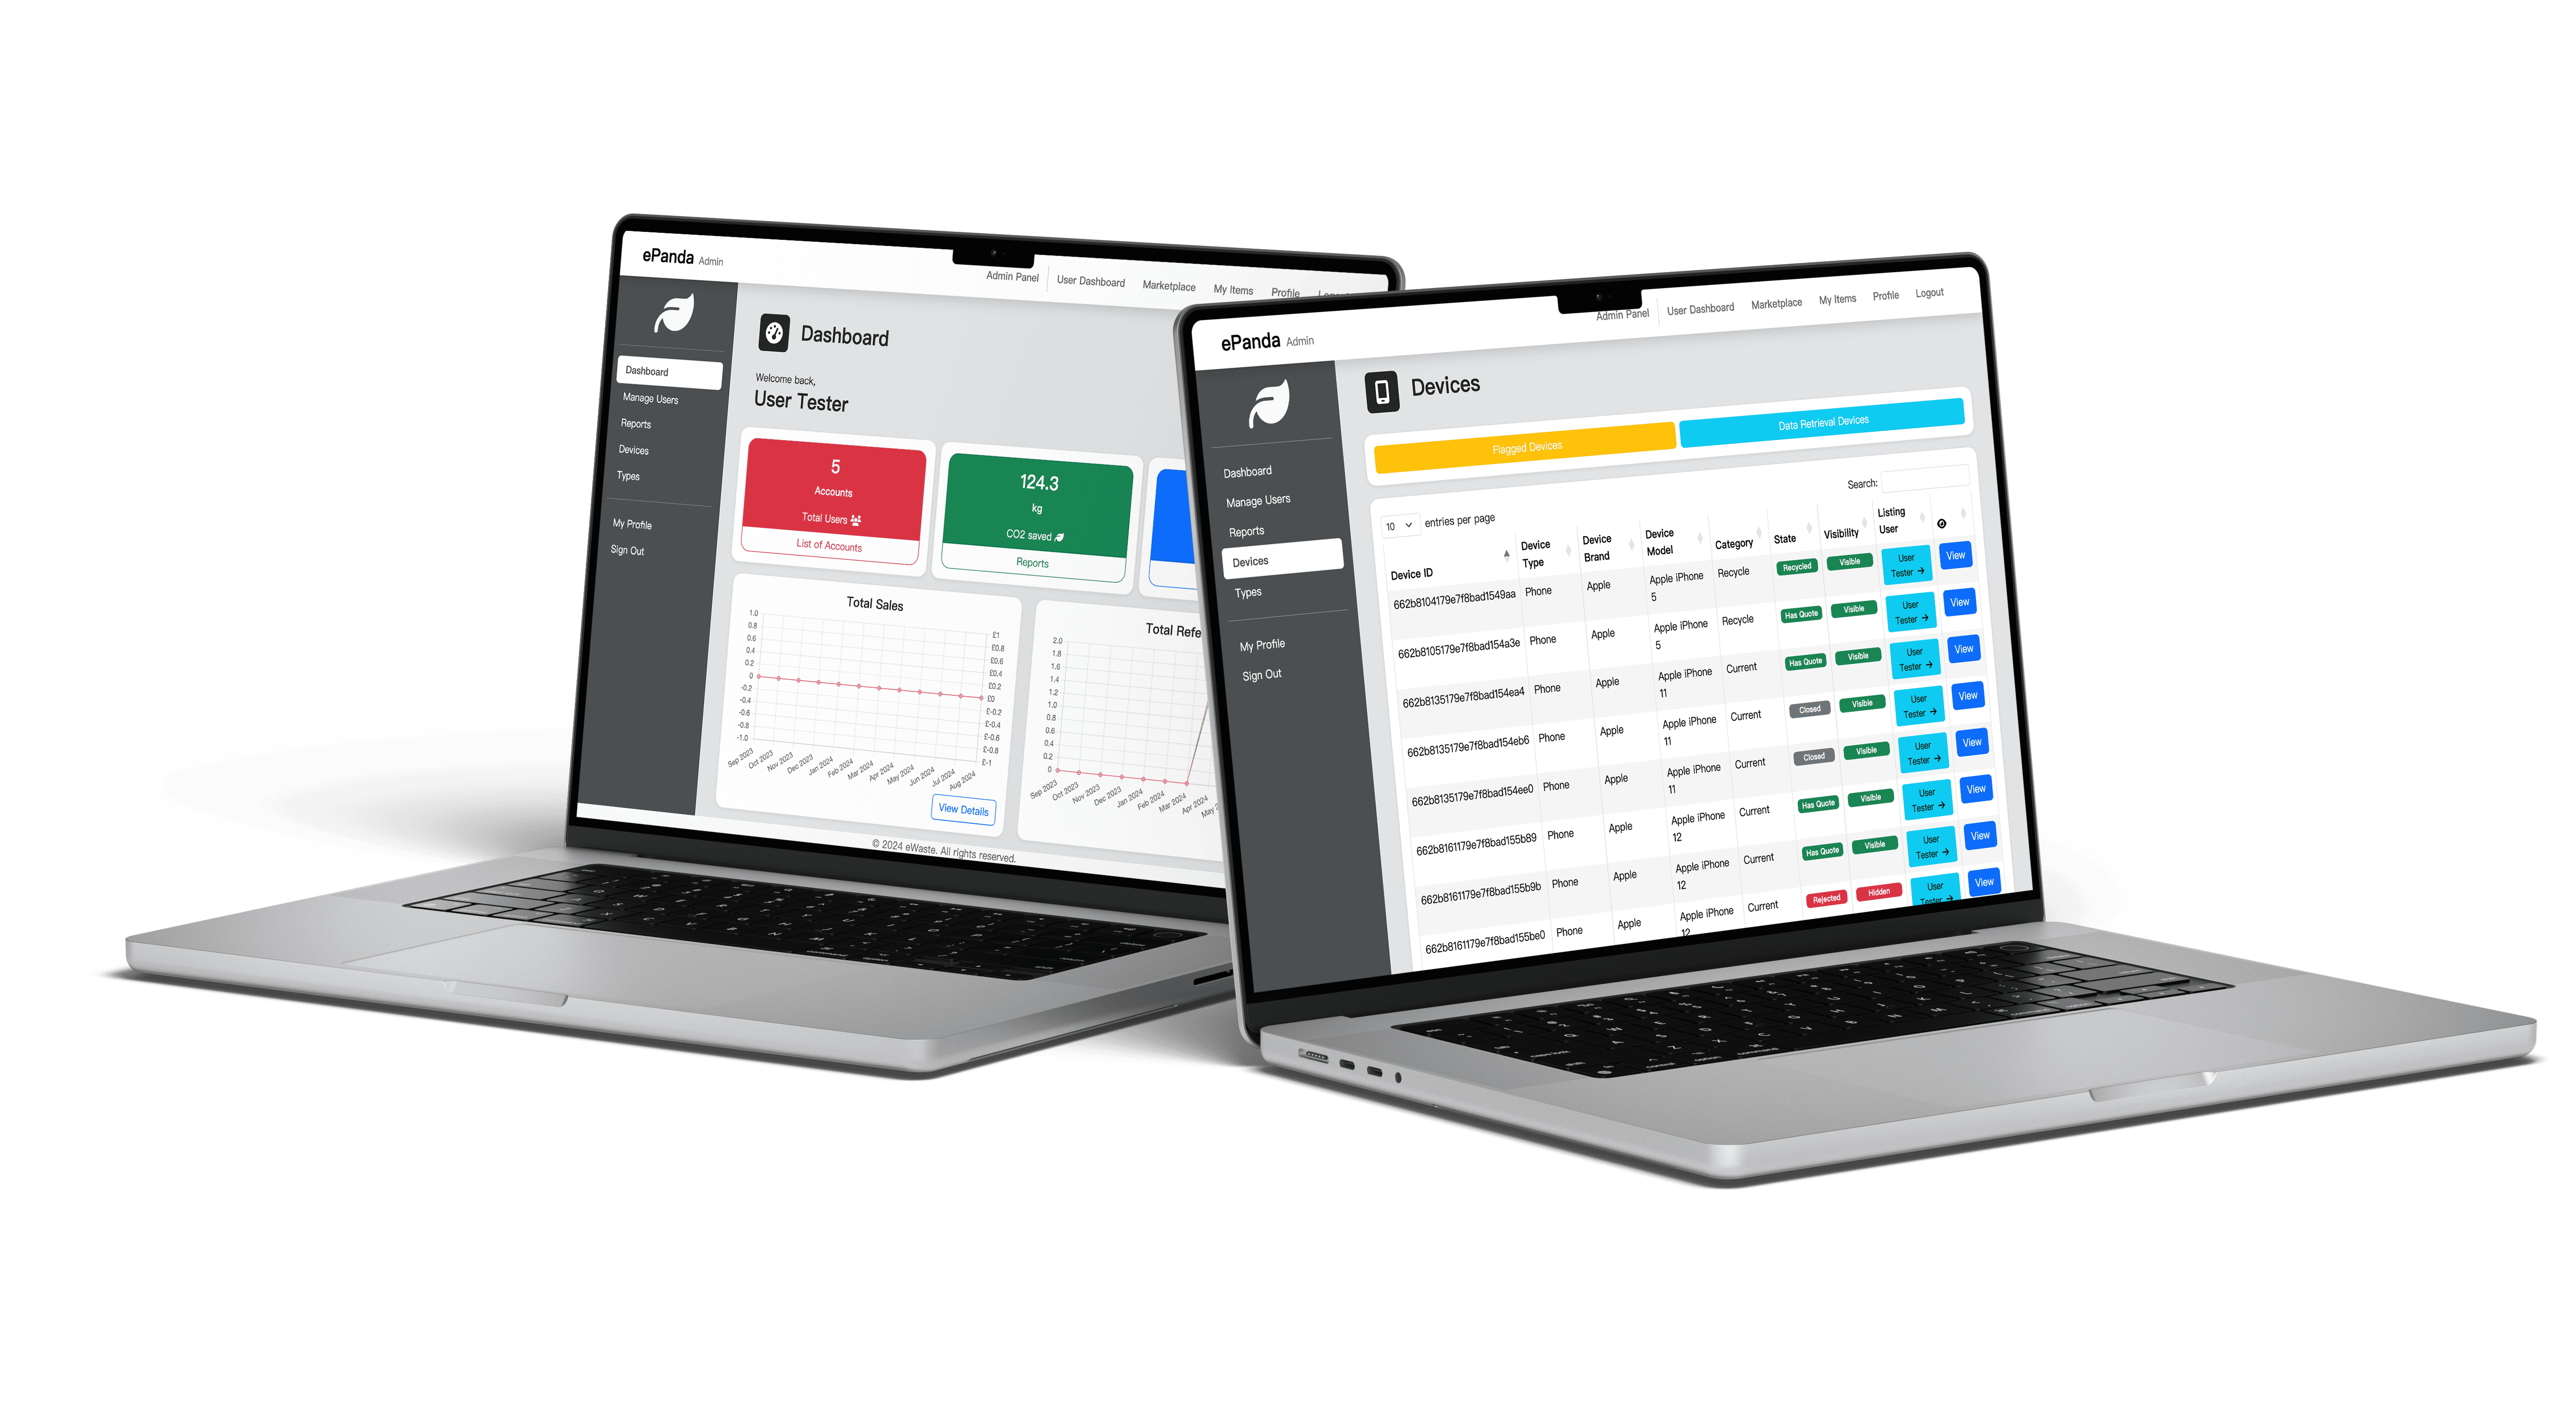 ePanda Admin
Admin Panel
User Dashboard
Marketplace
My Items
Profile
Dashboard
Manage Users
Reports
Devices
Types
My Profile
Sign Out
Dashboard
Welcome back,
User Tester
5
Accounts
Total Users
List of Accounts
124.3
kg
CO2 saved
Reports
Total Sales
1.0
0.8
0.6
0.4
0.2
0
-0.2
-0.4
-0.6
-0.8
-1.0
£1
£0.8
£0.6
£0.4
£0.2
£0
£-0.2
£-0.4
£-0.6
£-0.8
£-1
Sep 2023
Oct 2023
Nov 2023
Dec 2023
Jan 2024
Feb 2024
Mar 2024
Apr 2024
May 2024
Jun 2024
Jul 2024
Aug 2024
View Details
Total Refe
2.0
1.8
1.6
1.4
1.2
1.0
0.8
0.6
0.4
0.2
0
Sep 2023
Oct 2023
Nov 2023
Dec 2023
Jan 2024
Feb 2024
Mar 2024
Apr 2024
May 2
© 2024 eWaste. All rights reserved.
ePanda Admin
Admin Panel
User Dashboard
Marketplace
My Items
Profile
Logout
Dashboard
Manage Users
Reports
Devices
Types
My Profile
Sign Out
Devices
Flagged Devices
Data Retrieval Devices
10 entries per page
Search:
Device ID
Device Type
Device Brand
Device Model
Category
State
Visibility
Listing User
662b8104179e7f8bad1549aa Phone Apple Apple iPhone 5 Recycle Recycled Visible User Tester → View
662b8105179e7f8bad154a3e Phone Apple Apple iPhone 5 Recycle Has Quote Visible User Tester → View
662b8135179e7f8bad154ea4 Phone Apple Apple iPhone 11 Current Has Quote Visible User Tester → View
662b8135179e7f8bad154eb6 Phone Apple Apple iPhone 11 Current Closed Visible User Tester → View
662b8135179e7f8bad154ee0 Phone Apple Apple iPhone 11 Current Closed Visible User Tester → View
662b8161179e7f8bad155b89 Phone Apple Apple iPhone 12 Current Has Quote Visible User Tester → View
662b8161179e7f8bad155b9b Phone Apple Apple iPhone 12 Current Has Quote Visible User Tester → View
662b8161179e7f8bad155be0 Phone Apple Apple iPhone 12 Current Rejected Hidden User Tester → View